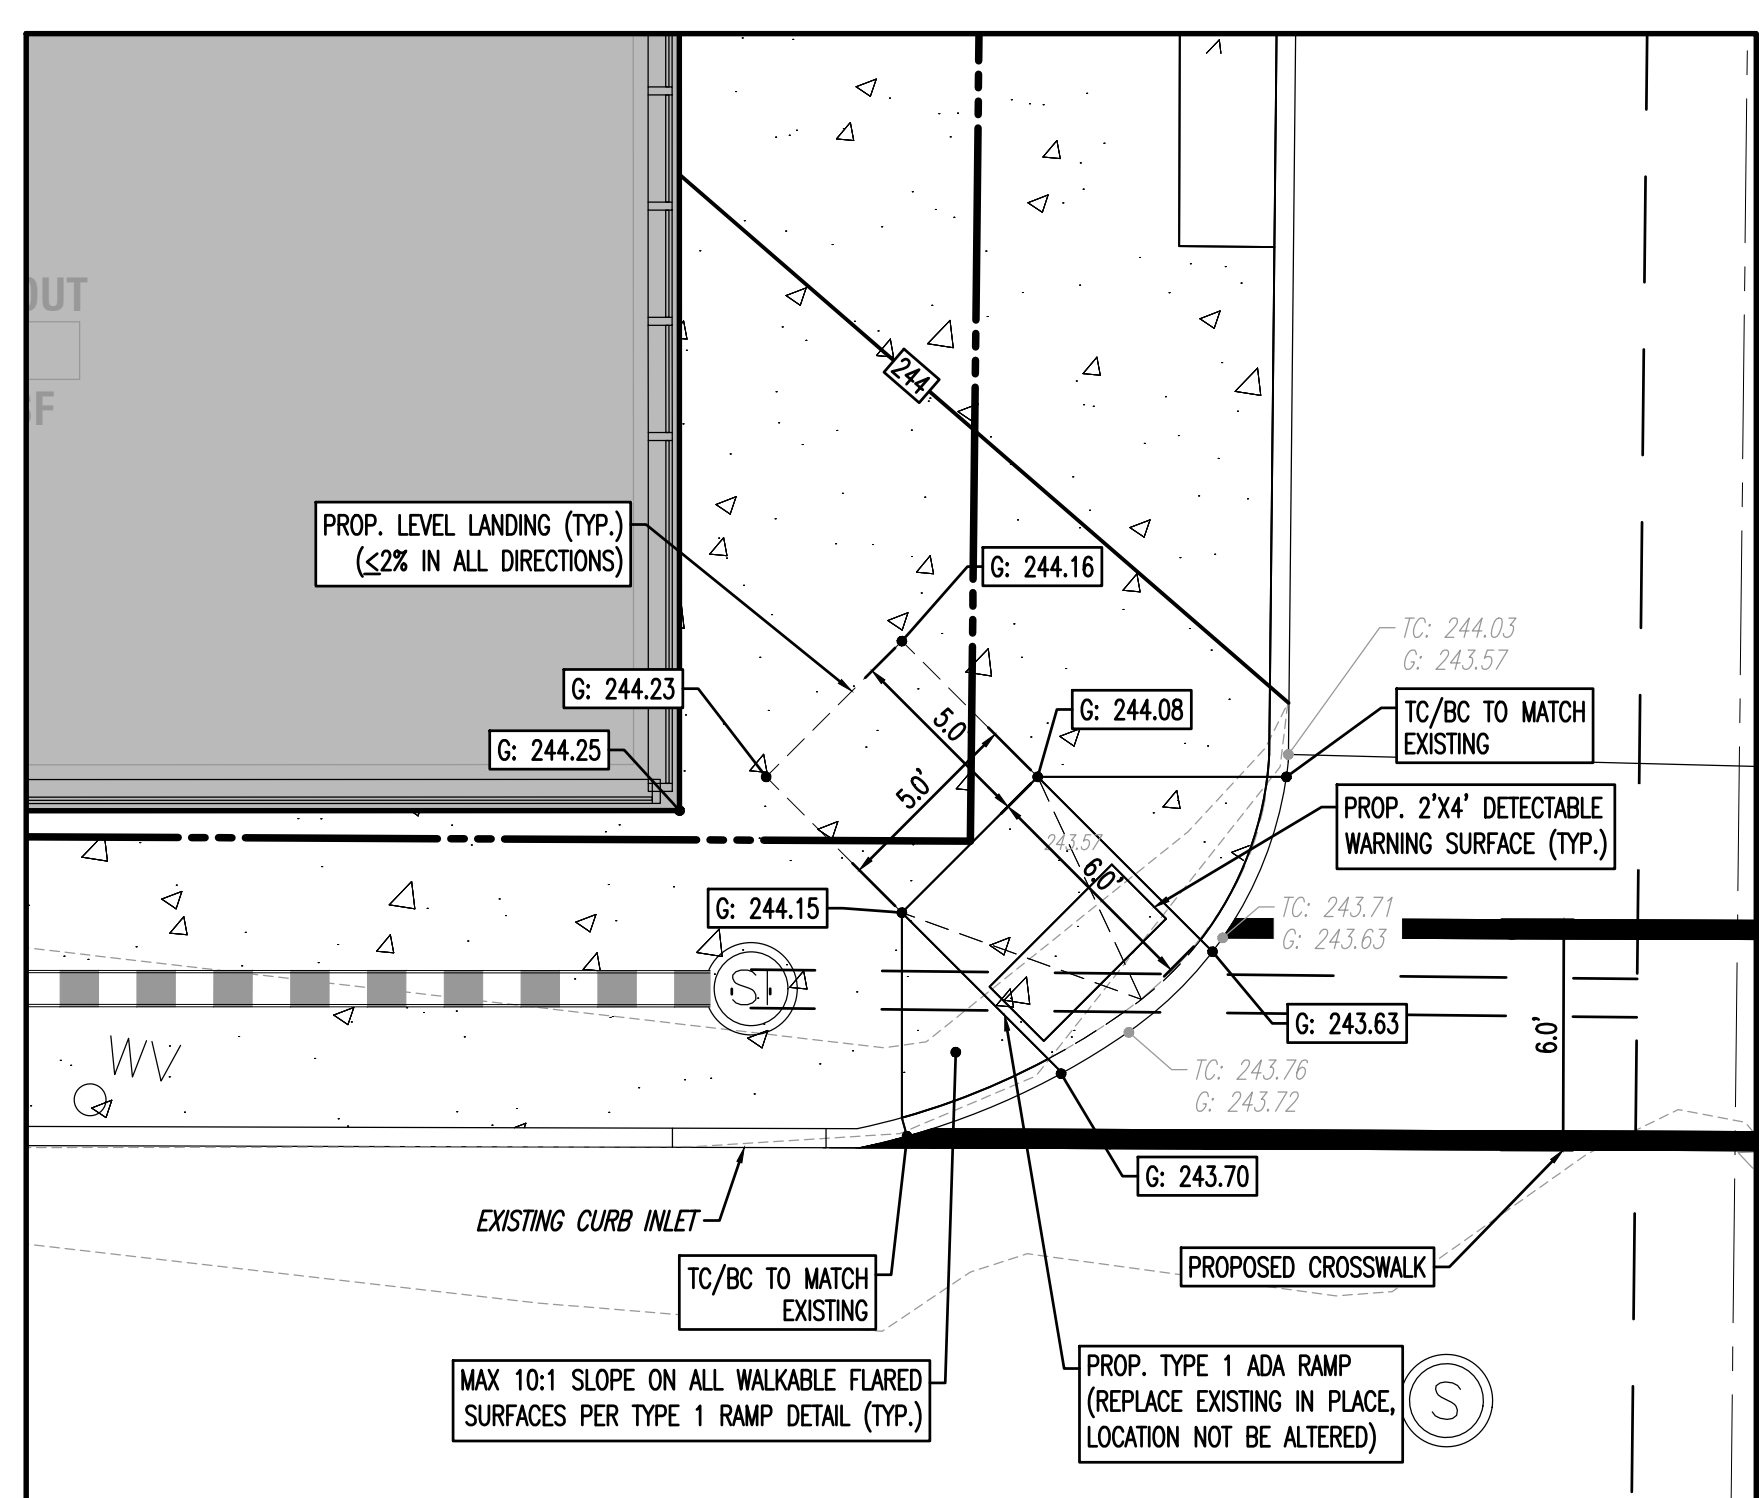 OUT
SF
244
PROP. LEVEL LANDING (TYP.)
(≤2% IN ALL DIRECTIONS)
G: 244.16
TC: 244.03
G: 243.57
G: 244.23
G: 244.08
TC/BC TO MATCH
EXISTING
G: 244.25
5.0'
5.0'
PROP. 2'X4' DETECTABLE
WARNING SURFACE (TYP.)
243.57
6.0'
G: 244.15
TC: 243.71
G: 243.63
S
G: 243.63
6.0'
WV
TC: 243.76
G: 243.72
G: 243.70
EXISTING CURB INLET
TC/BC TO MATCH
EXISTING
PROPOSED CROSSWALK
MAX 10:1 SLOPE ON ALL WALKABLE FLARED
SURFACES PER TYPE 1 RAMP DETAIL (TYP.)
PROP. TYPE 1 ADA RAMP
(REPLACE EXISTING IN PLACE,
LOCATION NOT BE ALTERED)
S